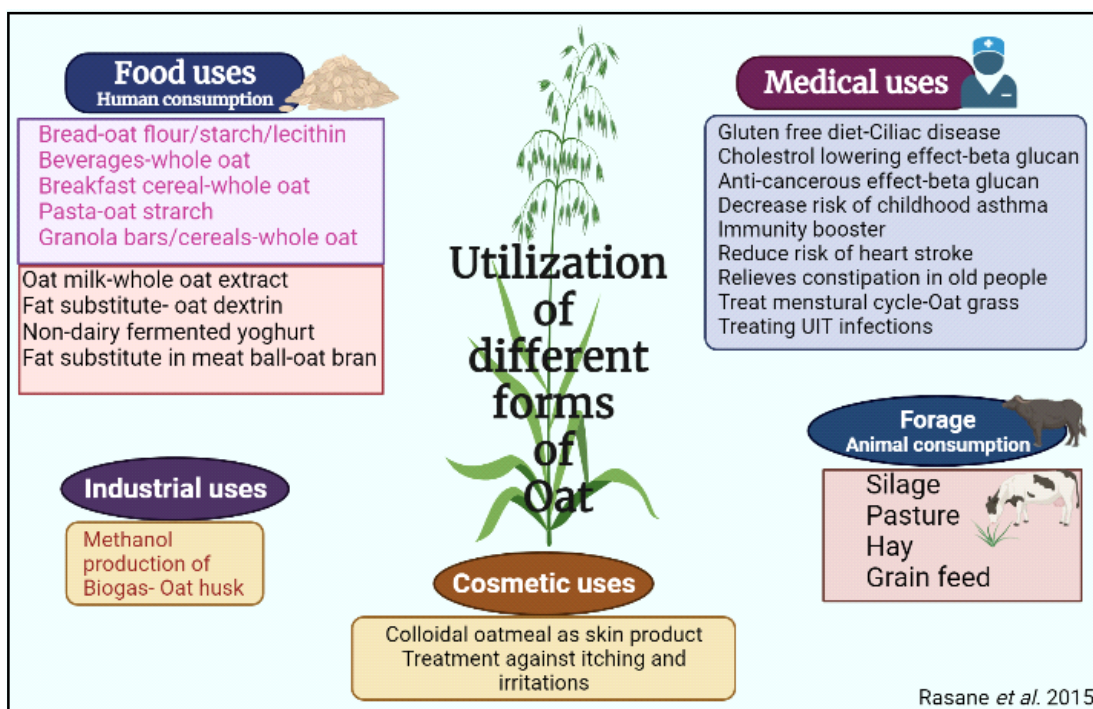 Food uses
Human consumption
Bread-oat flour/starch/lecithin
Beverages-whole oat
Breakfast cereal-whole oat
Pasta-oat strarch
Granola bars/cereals-whole oat
Oat milk-whole oat extract
Fat substitute- oat dextrin
Non-dairy fermented yoghurt
Fat substitute in meat ball-oat bran
Medical uses
Gluten free diet-Ciliac disease
Cholestrol lowering effect-beta glucan
Anti-cancerous effect-beta glucan
Decrease risk of childhood asthma
Immunity booster
Reduce risk of heart stroke
Relieves constipation in old people
Treat menstural cycle-Oat grass
Treating UIT infections
Utilization
of
different
forms
of
Oat
Industrial uses
Methanol
production of
Biogas- Oat husk
Cosmetic uses
Colloidal oatmeal as skin product
Treatment against itching and
irritations
Forage
Animal consumption
Silage
Pasture
Hay
Grain feed
Rasane et al. 2015